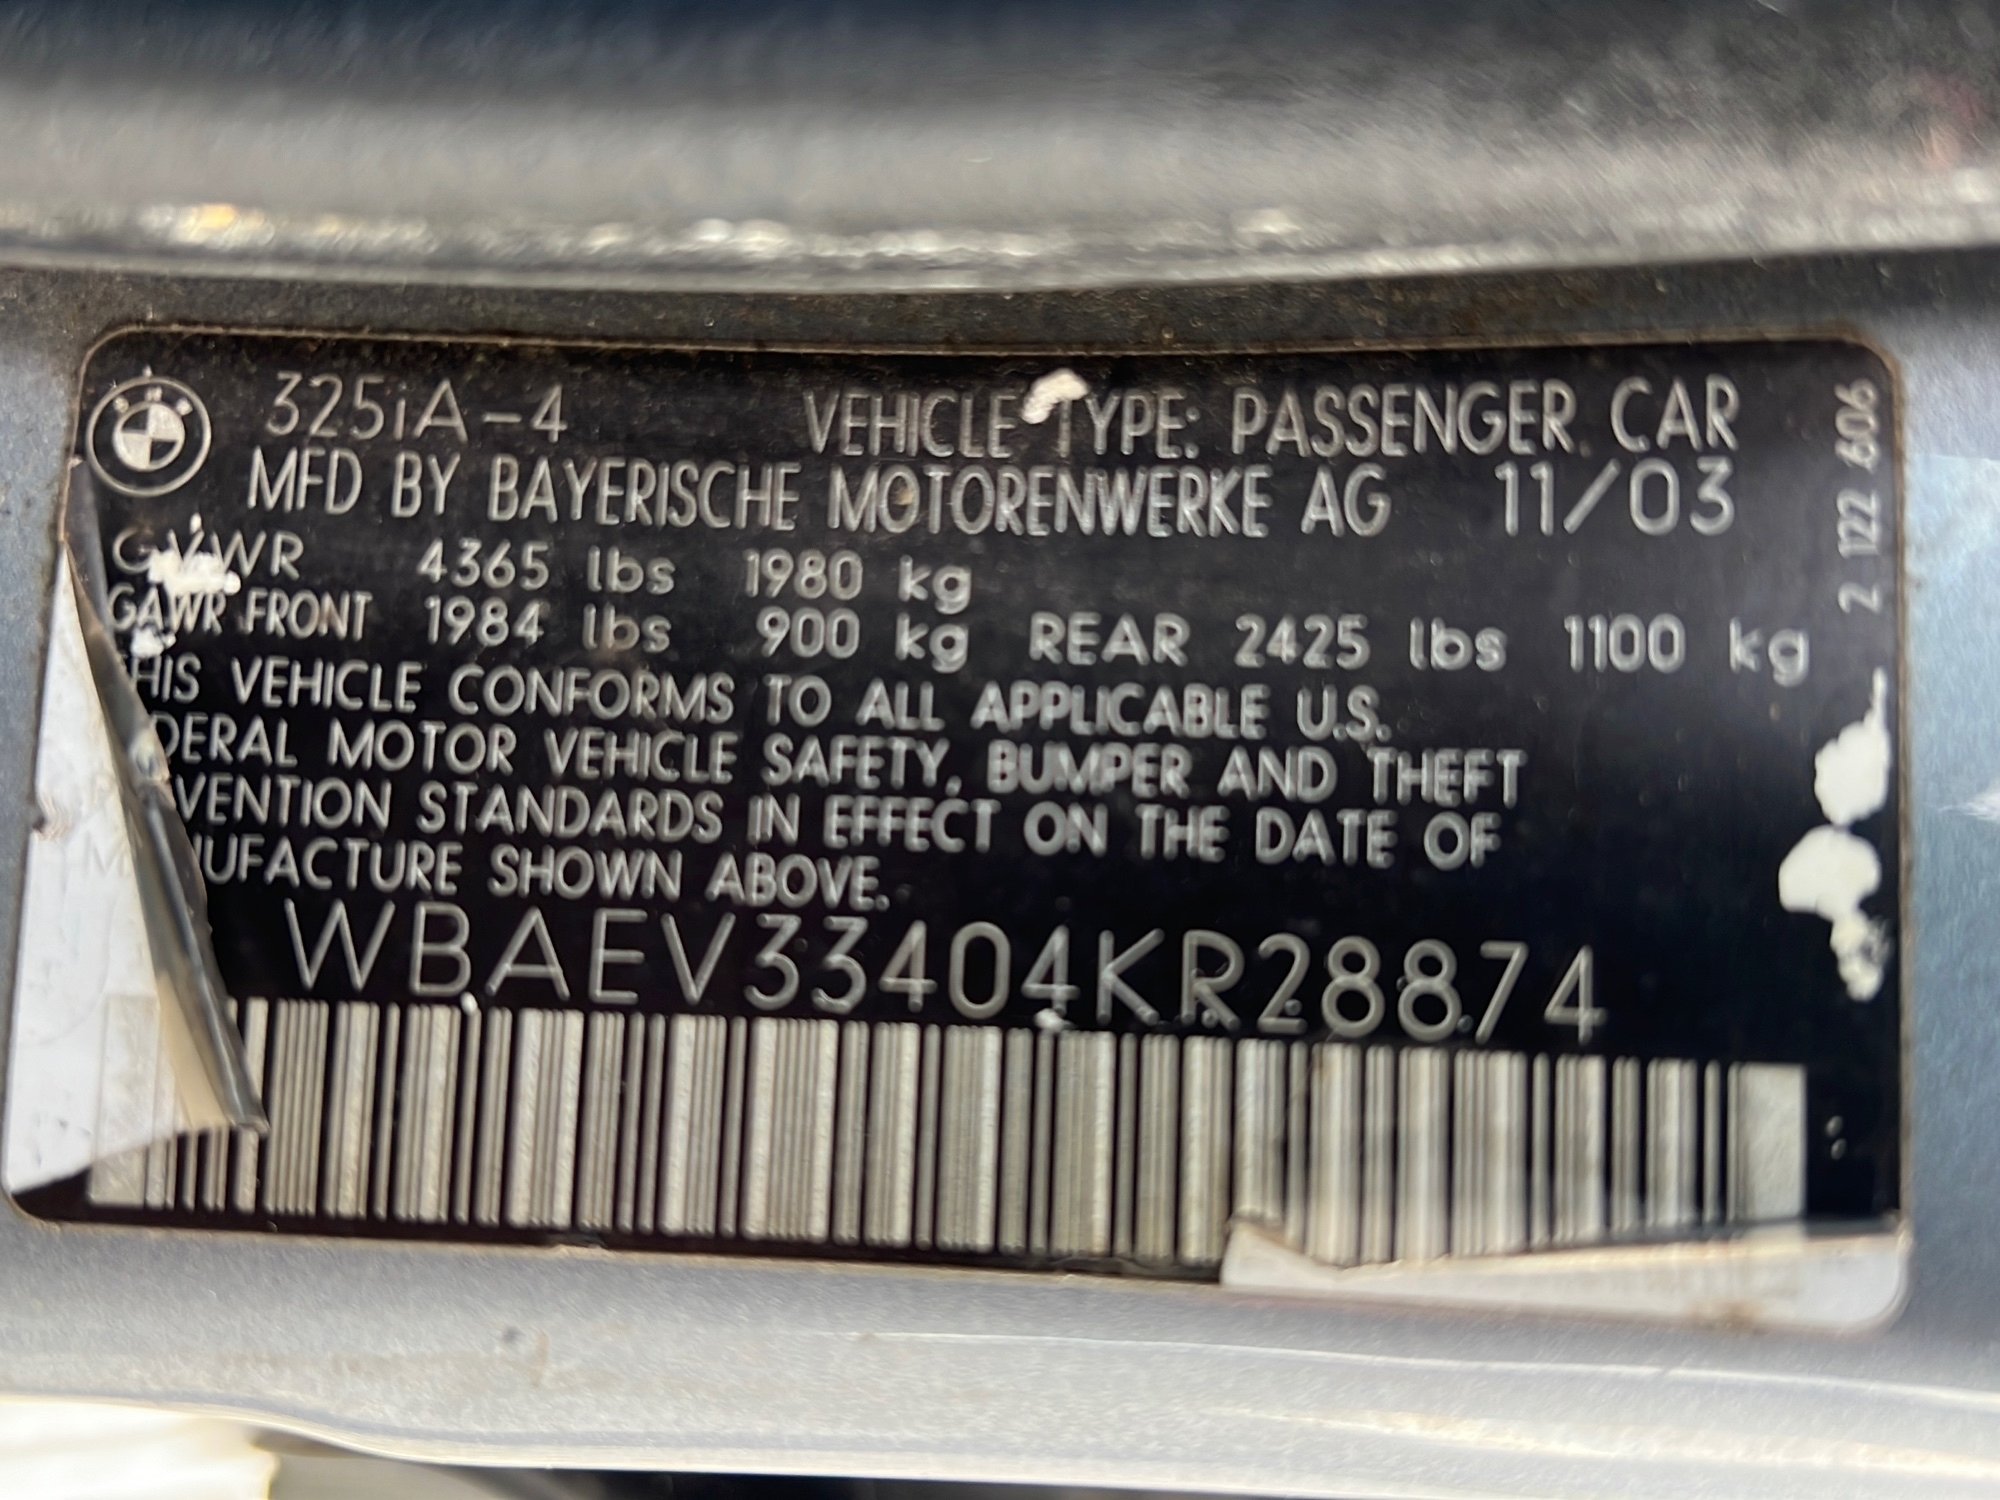 325iA-4 VEHICLE TYPE: PASSENGER CAR
MFD BY BAYERISCHE MOTORENWERKE AG 11/03
GVWR 4365 lbs 1980 kg
GAWR FRONT 1984 lbs 900 kg REAR 2425 lbs 1100 kg
THIS VEHICLE CONFORMS TO ALL APPLICABLE U.S.
DERAL MOTOR VEHICLE SAFETY, BUMPER AND THEFT
VENTION STANDARDS IN EFFECT ON THE DATE OF
MANUFACTURE SHOWN ABOVE.
WBAEV33404KR28874
2 122 606